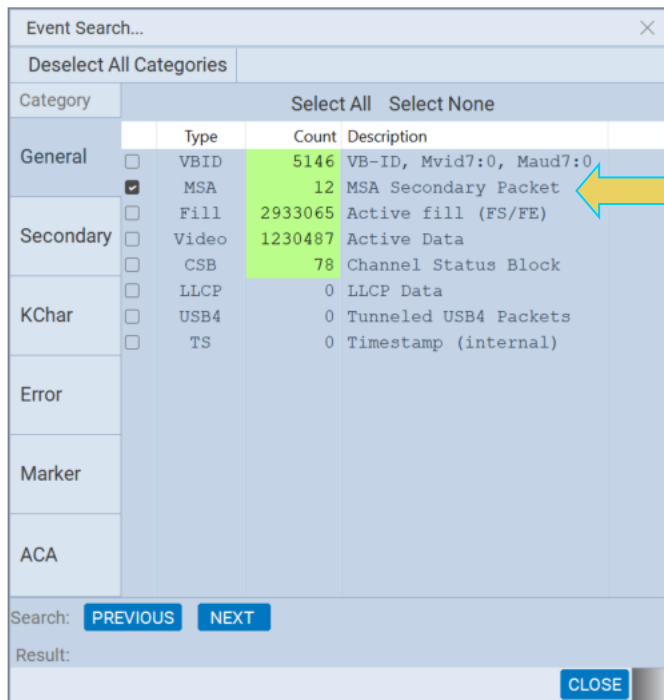 Event Search...
Deselect All Categories
Category
Select All Select None
Type Count Description
General
VBID 5146 VB-ID, Mvid7:0, Maud7:0
MSA 12 MSA Secondary Packet
Fill 2933065 Active fill (FS/FE)
Secondary
Video 1230487 Active Data
CSB 78 Channel Status Block
LLCP 0 LLCP Data
KChar
USB4 0 Tunneled USB4 Packets
TS 0 Timestamp (internal)
Error
Marker
ACA
Search: PREVIOUS NEXT
Result:
CLOSE